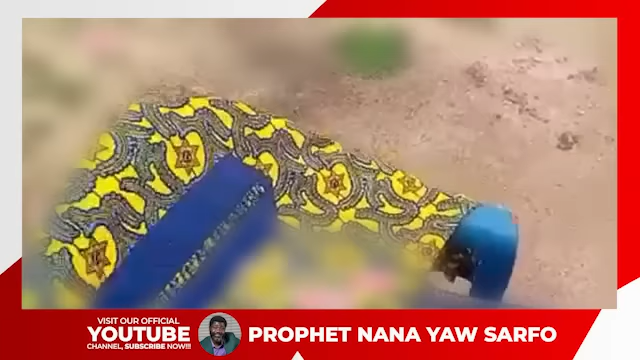 VISIT OUR OFFICIAL
YOUTUBE
CHANNEL, SUBSCRIBE NOW!!!
PROPHET NANA YAW SARFO